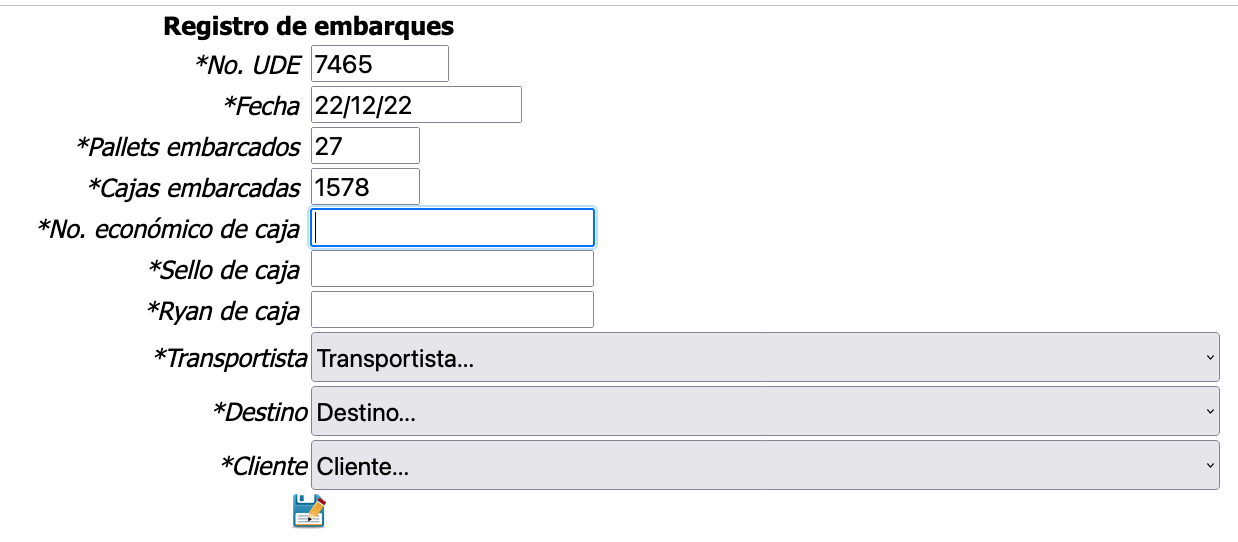 Registro de embarques
*No. UDE 7465
*Fecha 22/12/22
*Pallets embarcados 27
*Cajas embarcadas 1578
*No. económico de caja
*Sello de caja
*Ryan de caja
*Transportista Transportista...
*Destino Destino...
*Cliente Cliente...